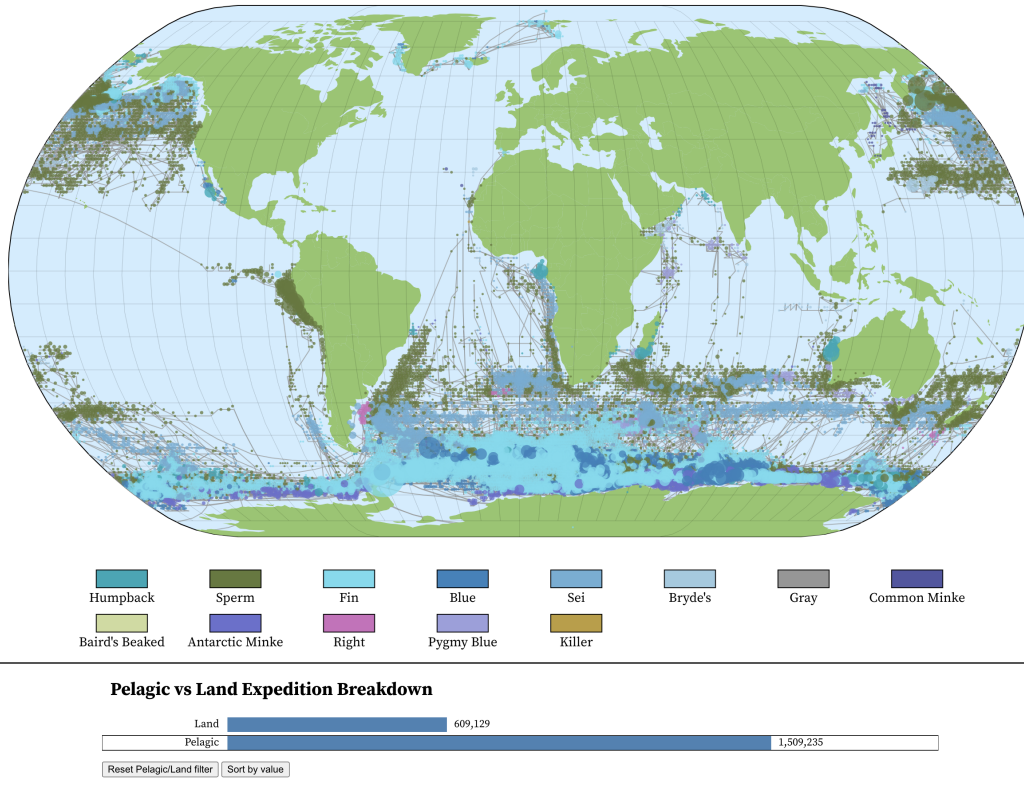 Humpback Sperm Fin Blue Sei Bryde's Gray Common Minke
Baird's Beaked Antarctic Minke Right Pygmy Blue Killer
Pelagic vs Land Expedition Breakdown
Land 609,129
Pelagic 1,509,235
Reset Pelagic/Land filter Sort by value